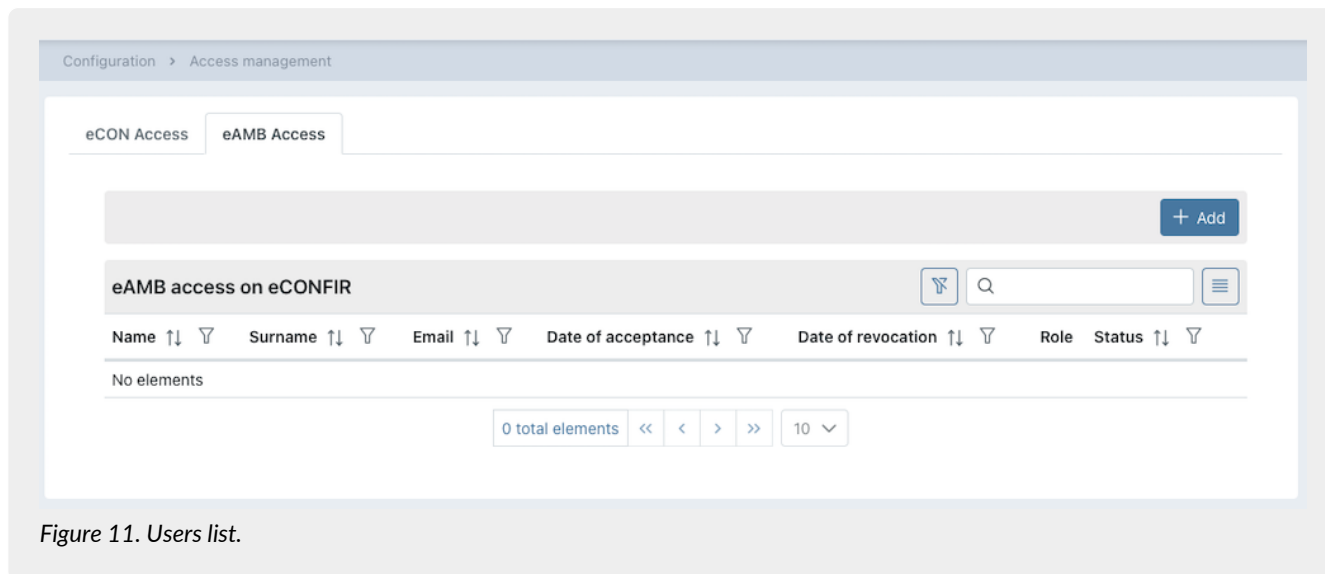 Configuration > Access management
eCON Access eAMB Access
+ Add
eAMB access on eCONFIR
Name Surname Email Date of acceptance Date of revocation Role Status
No elements
0 total elements << < > >> 10
Figure 11. Users list.